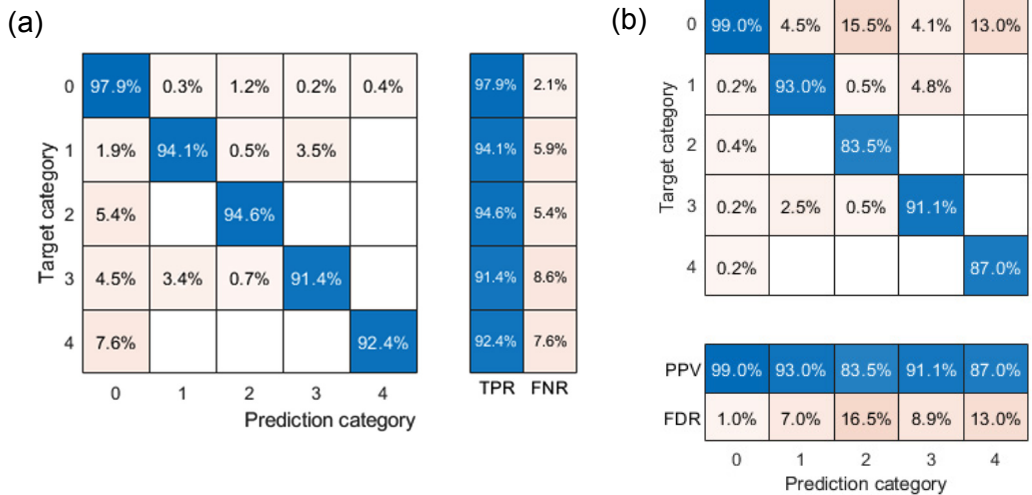 (a)
Target category
0 97.9% 0.3% 1.2% 0.2% 0.4%
1 1.9% 94.1% 0.5% 3.5%
2 5.4% 94.6%
3 4.5% 3.4% 0.7% 91.4%
4 7.6% 92.4%
0 1 2 3 4
Prediction category
97.9% 2.1%
94.1% 5.9%
94.6% 5.4%
91.4% 8.6%
92.4% 7.6%
TPR FNR
(b)
Target category
0 99.0% 4.5% 15.5% 4.1% 13.0%
1 0.2% 93.0% 0.5% 4.8%
2 0.4% 83.5%
3 0.2% 2.5% 0.5% 91.1%
4 0.2% 87.0%
PPV 99.0% 93.0% 83.5% 91.1% 87.0%
FDR 1.0% 7.0% 16.5% 8.9% 13.0%
0 1 2 3 4
Prediction category